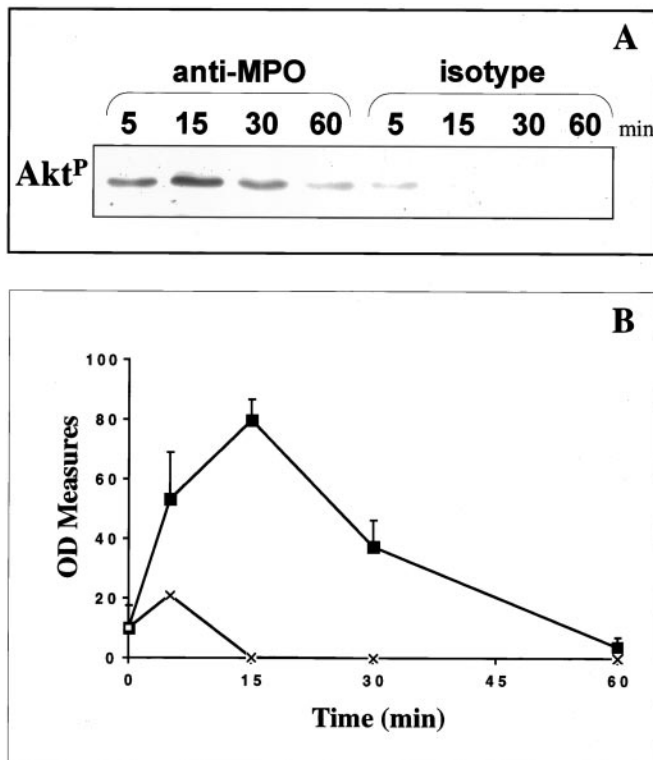 A
anti-MPO isotype
5 15 30 60 5 15 30 60 min
Akt^P
B
100
80
60
40
20
0
OD Measures
0 15 30 45 60
Time (min)